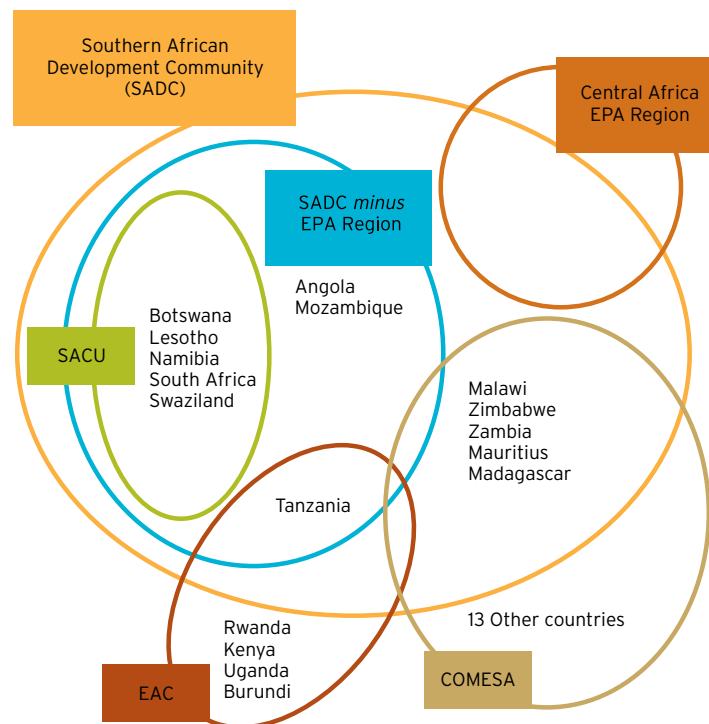 Southern African
Development Community
(SADC)
Central Africa
EPA Region
SADC minus
EPA Region
Angola
Mozambique
SACU
Botswana
Lesotho
Namibia
South Africa
Swaziland
Malawi
Zimbabwe
Zambia
Mauritius
Madagascar
Tanzania
13 Other countries
Rwanda
Kenya
Uganda
Burundi
EAC
COMESA